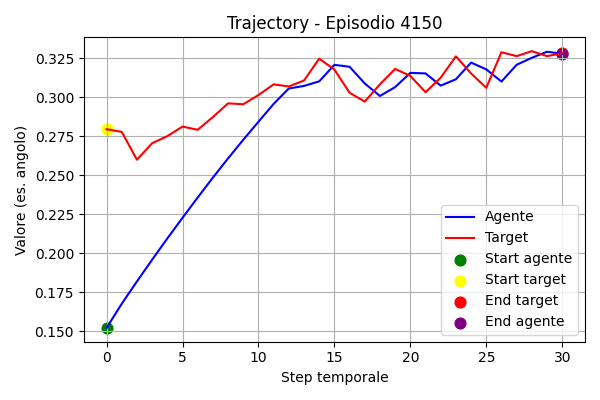 Trajectory - Episodio 4150
Valore (es. angolo)
0.325
0.300
0.275
0.250
0.225
0.200
0.175
0.150
Agente
Target
Start agente
Start target
End target
End agente
0 5 10 15 20 25 30
Step temporale